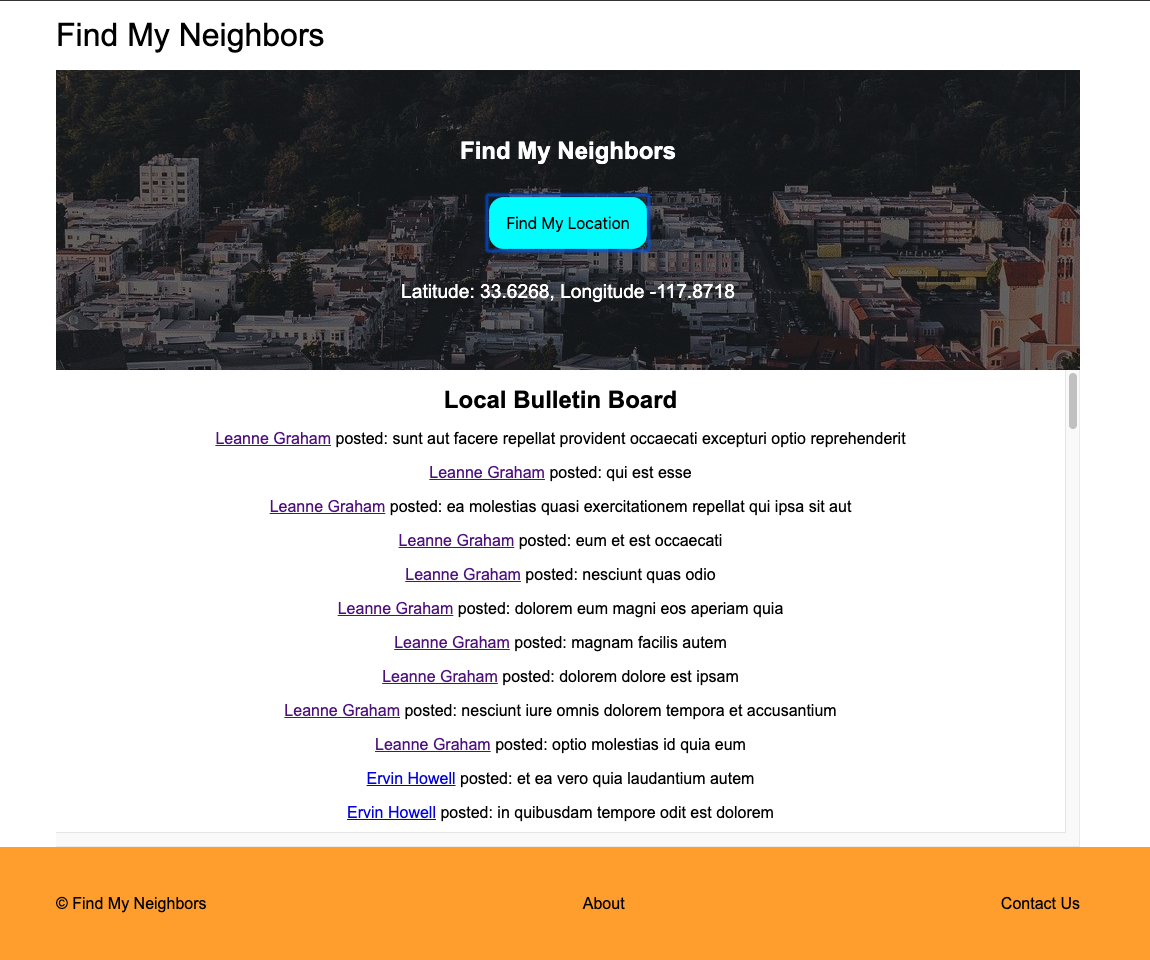 Find My Neighbors
Find My Neighbors
Find My Location
Latitude: 33.6268, Longitude -117.8718
Local Bulletin Board
Leanne Graham posted: sunt aut facere repellat provident occaecati excepturi optio reprehenderit
Leanne Graham posted: qui est esse
Leanne Graham posted: ea molestias quasi exercitationem repellat qui ipsa sit aut
Leanne Graham posted: eum et est occaecati
Leanne Graham posted: nesciunt quas odio
Leanne Graham posted: dolorem eum magni eos aperiam quia
Leanne Graham posted: magnam facilis autem
Leanne Graham posted: dolorem dolore est ipsam
Leanne Graham posted: nesciunt iure omnis dolorem tempora et accusantium
Leanne Graham posted: optio molestias id quia eum
Ervin Howell posted: et ea vero quia laudantium autem
Ervin Howell posted: in quibusdam tempore odit est dolorem
© Find My Neighbors
About
Contact Us